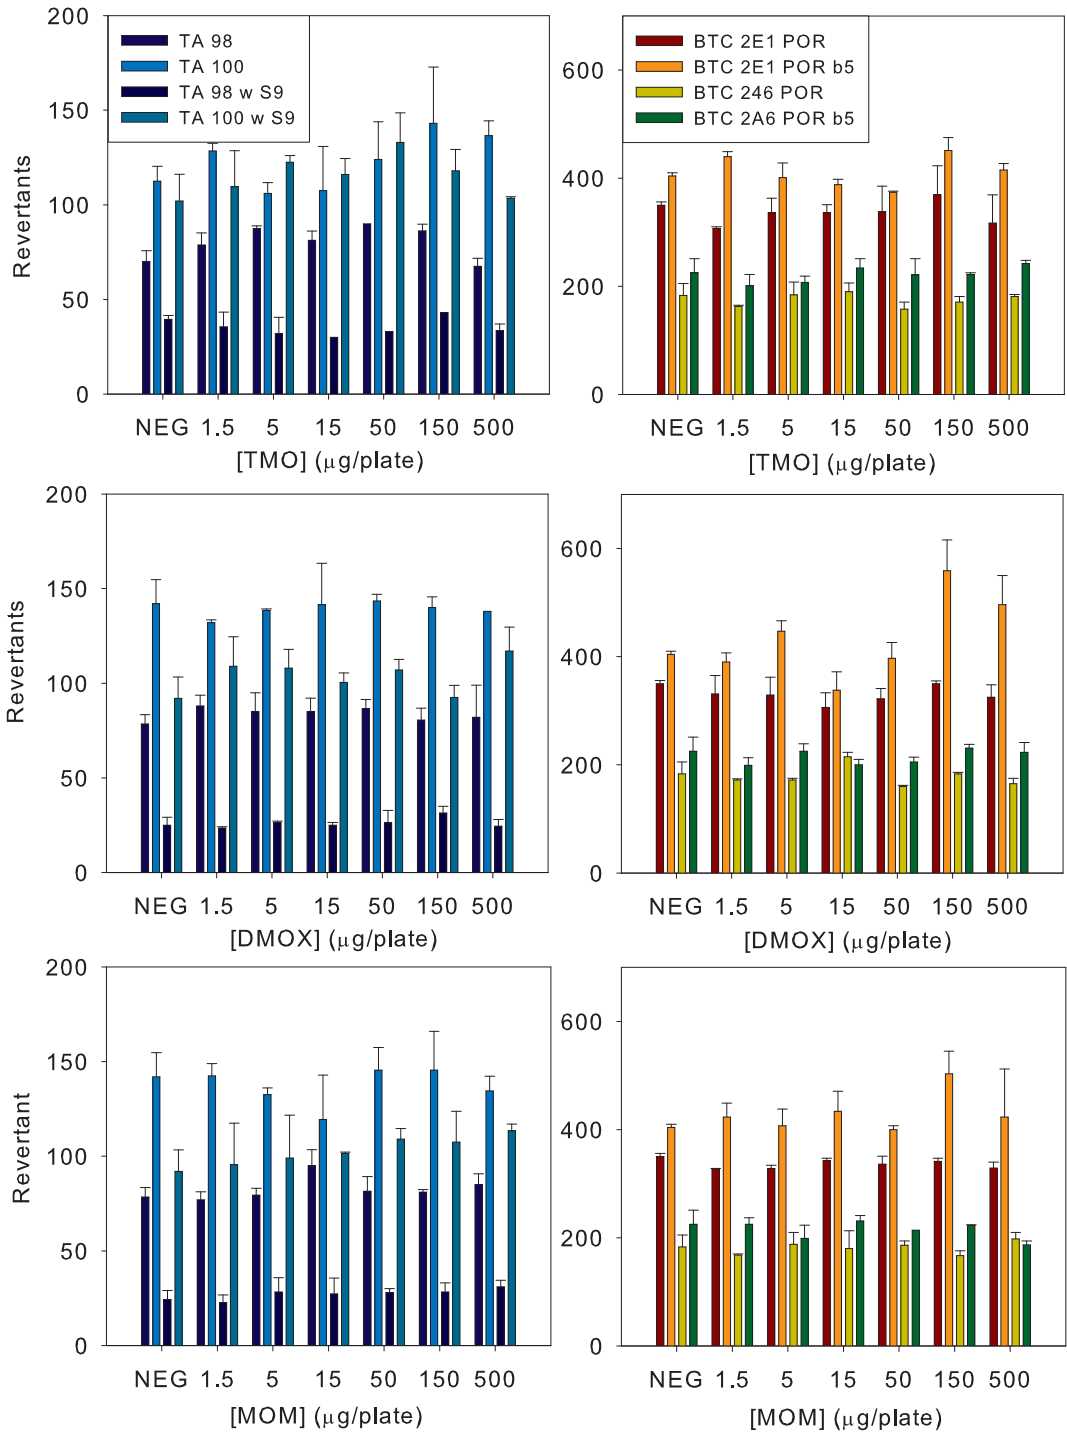 200
150
100
50
0
Revertants
TA 98
TA 100
TA 98 w S9
TA 100 w S9
NEG 1.5 5 15 50 150 500
[TMO] (μg/plate)
600
400
200
0
BTC 2E1 POR
BTC 2E1 POR b5
BTC 246 POR
BTC 2A6 POR b5
NEG 1.5 5 15 50 150 500
[TMO] (μg/plate)
200
150
100
50
0
Revertants
NEG 1.5 5 15 50 150 500
[DMOX] (μg/plate)
600
400
200
0
NEG 1.5 5 15 50 150 500
[DMOX] (μg/plate)
200
150
100
50
0
Revertant
NEG 1.5 5 15 50 150 500
[MOM] (μg/plate)
600
400
200
0
NEG 1.5 5 15 50 150 500
[MOM] (μg/plate)